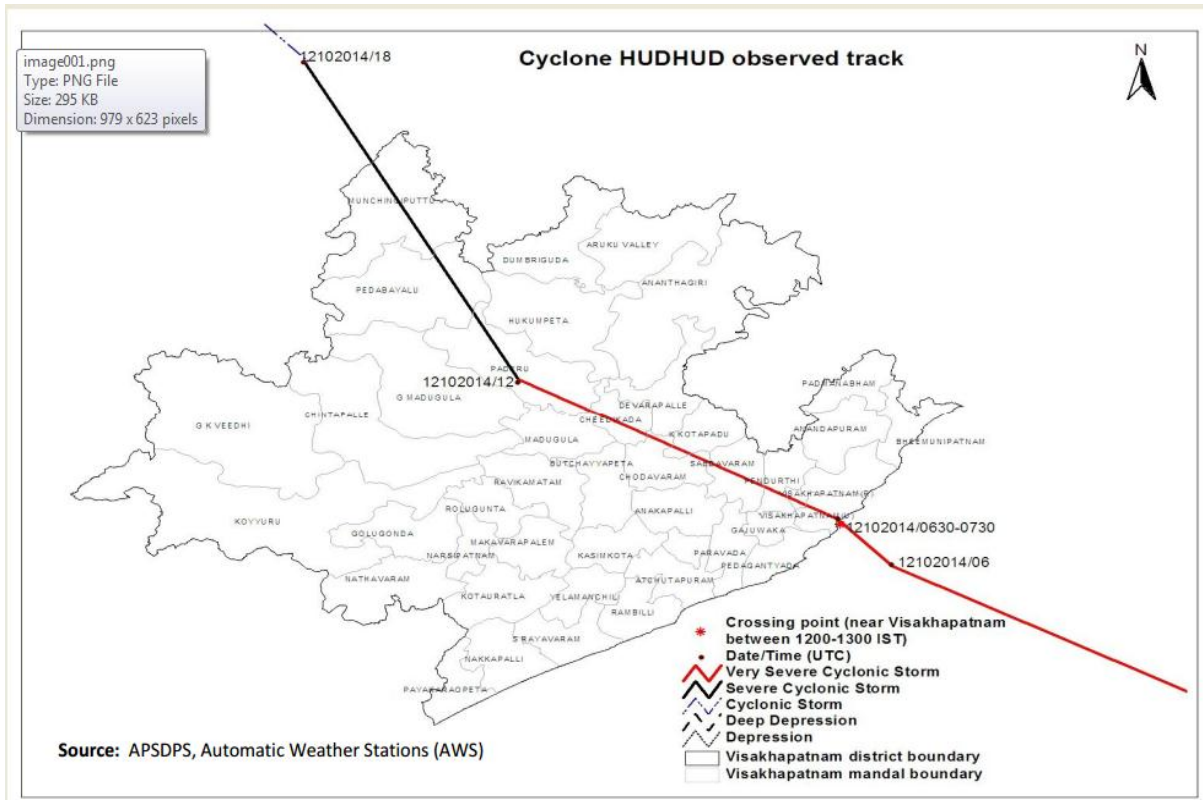 image001.png
Type: PNG File
Size: 295 KB
Dimension: 979 x 623 pixels
12102014/18
Cyclone HUDHUD observed track
N
MUNCHINGIPUTTU
ARUKU VALLEY
DUMBRIGUDA
ANANTHAGIRI
PEDABAYALU
HUKUMPETA
PADERU
12102014/12
G MADUGULA
PADMANABHAM
DEVARAPALLE
CHINTAPALLE
CHEEDIKADA
G K VEEDHI
ANANDAPURAM
K KOTAPADU
MADUGULA
BHEEMUNIPATNAM
BUTCHAYYAPETA
SABBAVARAM
CHODAVARAM
RAVIKAMATAM
PENDURTHI
VISAKHAPATNAM(R)
ROLUGUNTA
ANAKAPALLI
VISAKHAPATNAM(U)
KOYYURU
12102014/0630-0730
GOLUGONDA
GAJUWAKA
MAKAVARAPALEM
NARSIPATNAM
KASIMKOTA
PARAVADA
12102014/06
PEDAGANTYADA
NATHAVARAM
ATCHUTAPURAM
KOTAURATLA
YELAMANCHILI
RAMBILLI
S RAYAVARAM
NAKKAPALLI
PAYAKARAOPETA
Crossing point (near Visakhapatnam
between 1200-1300 IST)
Date/Time (UTC)
Very Severe Cyclonic Storm
Severe Cyclonic Storm
Cyclonic Storm
Deep Depression
Depression
Visakhapatnam district boundary
Visakhapatnam mandal boundary
Source: APSDPS, Automatic Weather Stations (AWS)